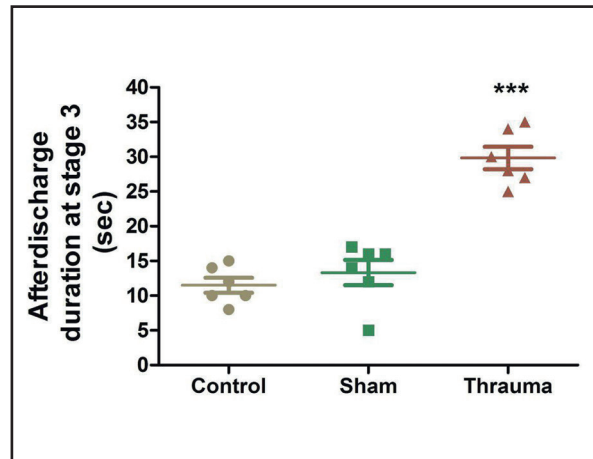 Afterdischarge
duration at stage 3
(sec)
40
35
30
25
20
15
10
5
0
***
Control Sham Thrauma